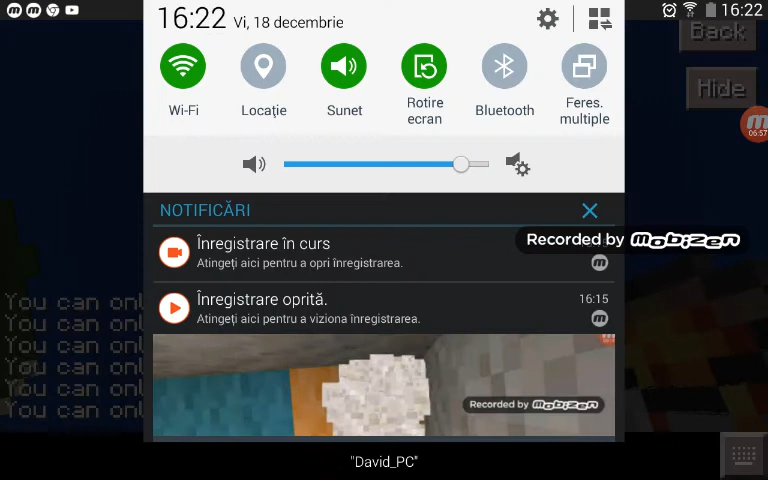 16:22 Vi, 18 decembrie
16:22
Back
Wi-Fi
Locaţie
Sunet
Rotire
ecran
Bluetooth
Feres.
multiple
Hide
06:57
NOTIFICĂRI
Recorded by mobizen
Înregistrare în curs
Atingeţi aici pentru a opri înregistrarea.
Înregistrare oprită.
16:15
Atingeţi aici pentru a viziona înregistrarea.
You can onl
You can onl
You can onl
You can onl
You can onl
You can onl
Recorded by mobizen
"David_PC"